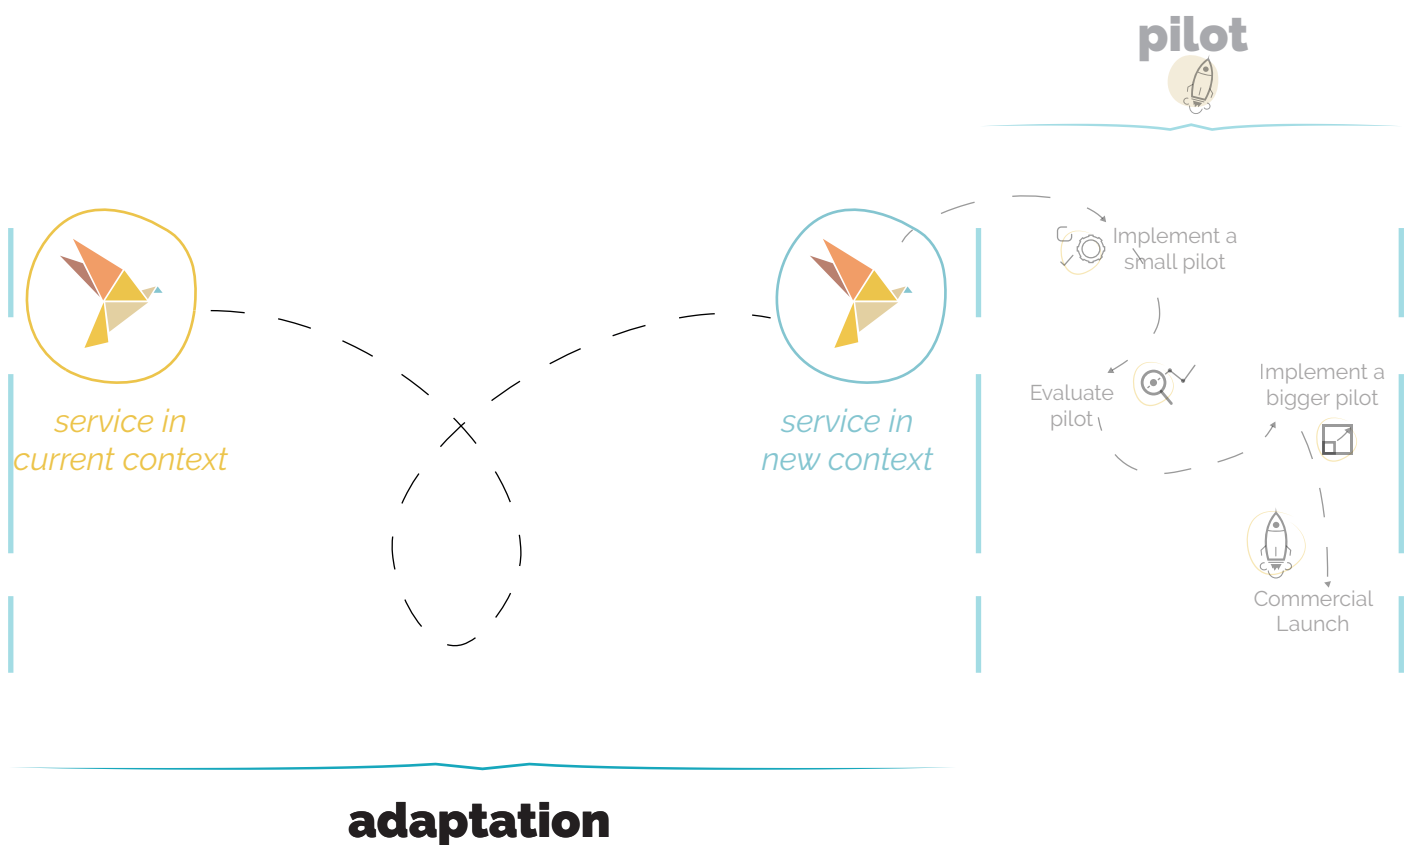 pilot
Implement a
small pilot
Evaluate
pilot
Implement a
bigger pilot
service in
current context
service in
new context
Commercial
Launch
adaptation